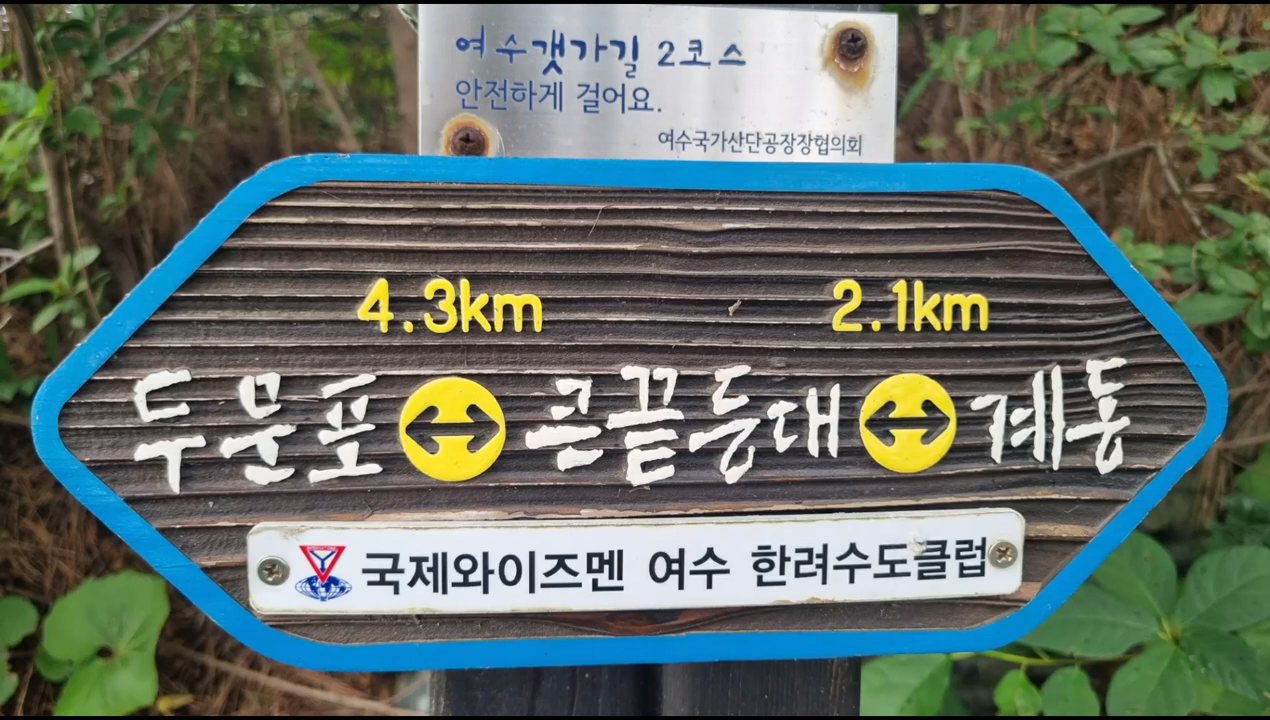 여수갯가길 2코스
안전하게 걸어요.
여수국가산단공장장협의회
4.3km 2.1km
두문포 ↔ 큰끝등대 ↔ 계동
국제와이즈멘 여수 한려수도클럽